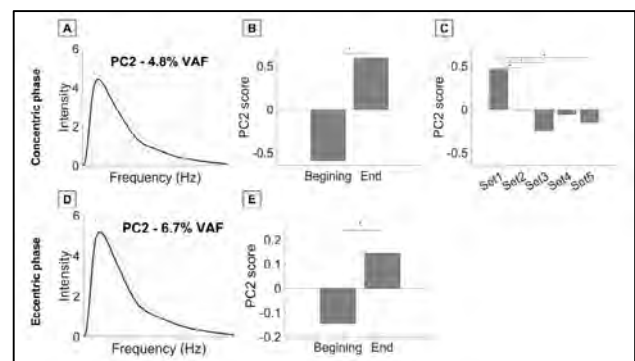 A
PC2 - 4.8% VAF
Concentric phase
Intensity
6
4
2
0
Frequency (Hz)
B
PC2 score
0.5
0
-0.5
Begining End
C
PC2 score
0.5
0
-0.5
Set1 Set2 Set3 Set4 Set5
D
PC2 - 6.7% VAF
Eccentric phase
Intensity
6
4
2
0
Frequency (Hz)
E
PC2 score
0.2
0.1
0
-0.1
-0.2
Begining End